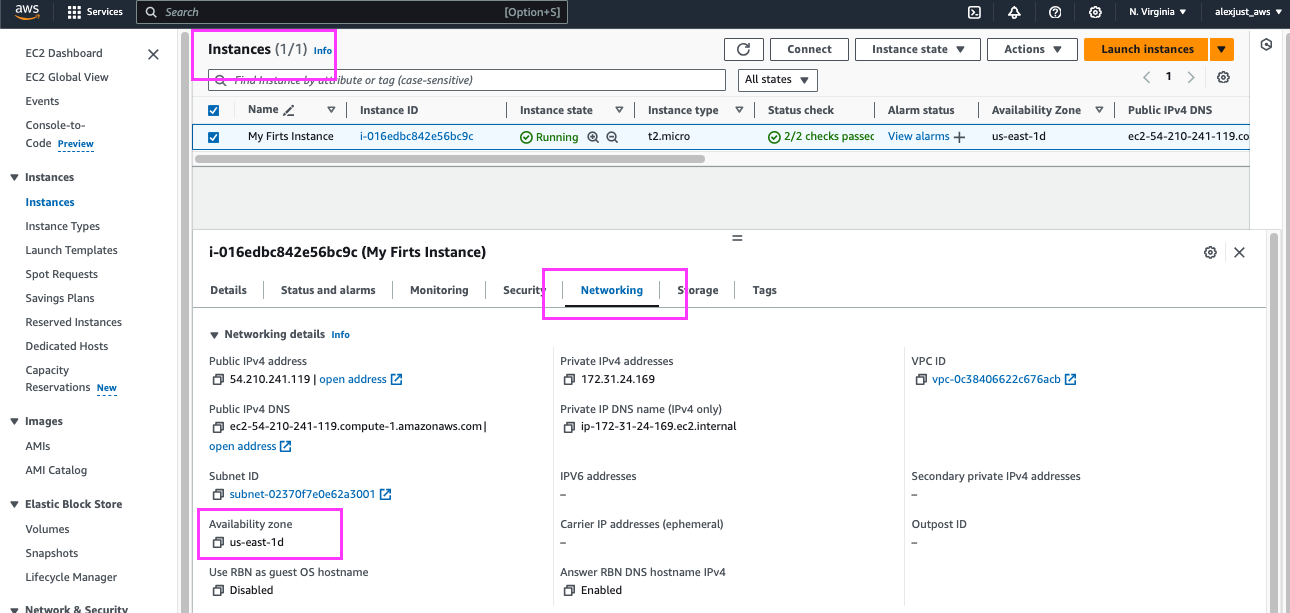 aws
Services
Search [Option+S]
N. Virginia
alexjust_aws
EC2 Dashboard
EC2 Global View
Events
Console-to-
Code Preview
Instances
Instances
Instance Types
Launch Templates
Spot Requests
Savings Plans
Reserved Instances
Dedicated Hosts
Capacity
Reservations New
Images
AMIs
AMI Catalog
Elastic Block Store
Volumes
Snapshots
Lifecycle Manager
Network & Security
Instances (1/1) Info
Connect
Instance state
Actions
Launch instances
Find Instance by attribute or tag (case-sensitive)
All states
1
Name Instance ID Instance state Instance type Status check Alarm status Availability Zone Public IPv4 DNS
My Firts Instance i-016edbc842e56bc9c Running t2.micro 2/2 checks passed View alarms us-east-1d ec2-54-210-241-119.co
i-016edbc842e56bc9c (My Firts Instance)
Details Status and alarms Monitoring Security Networking Storage Tags
Networking details Info
Public IPv4 address
54.210.241.119 | open address
Private IPv4 addresses
172.31.24.169
VPC ID
vpc-0c38406622c676acb
Public IPv4 DNS
ec2-54-210-241-119.compute-1.amazonaws.com |
open address
Private IP DNS name (IPv4 only)
ip-172-31-24-169.ec2.internal
Subnet ID
subnet-02370f7e0e62a3001
IPV6 addresses
–
Secondary private IPv4 addresses
–
Availability zone
us-east-1d
Carrier IP addresses (ephemeral)
–
Outpost ID
–
Use RBN as guest OS hostname
Disabled
Answer RBN DNS hostname IPv4
Enabled